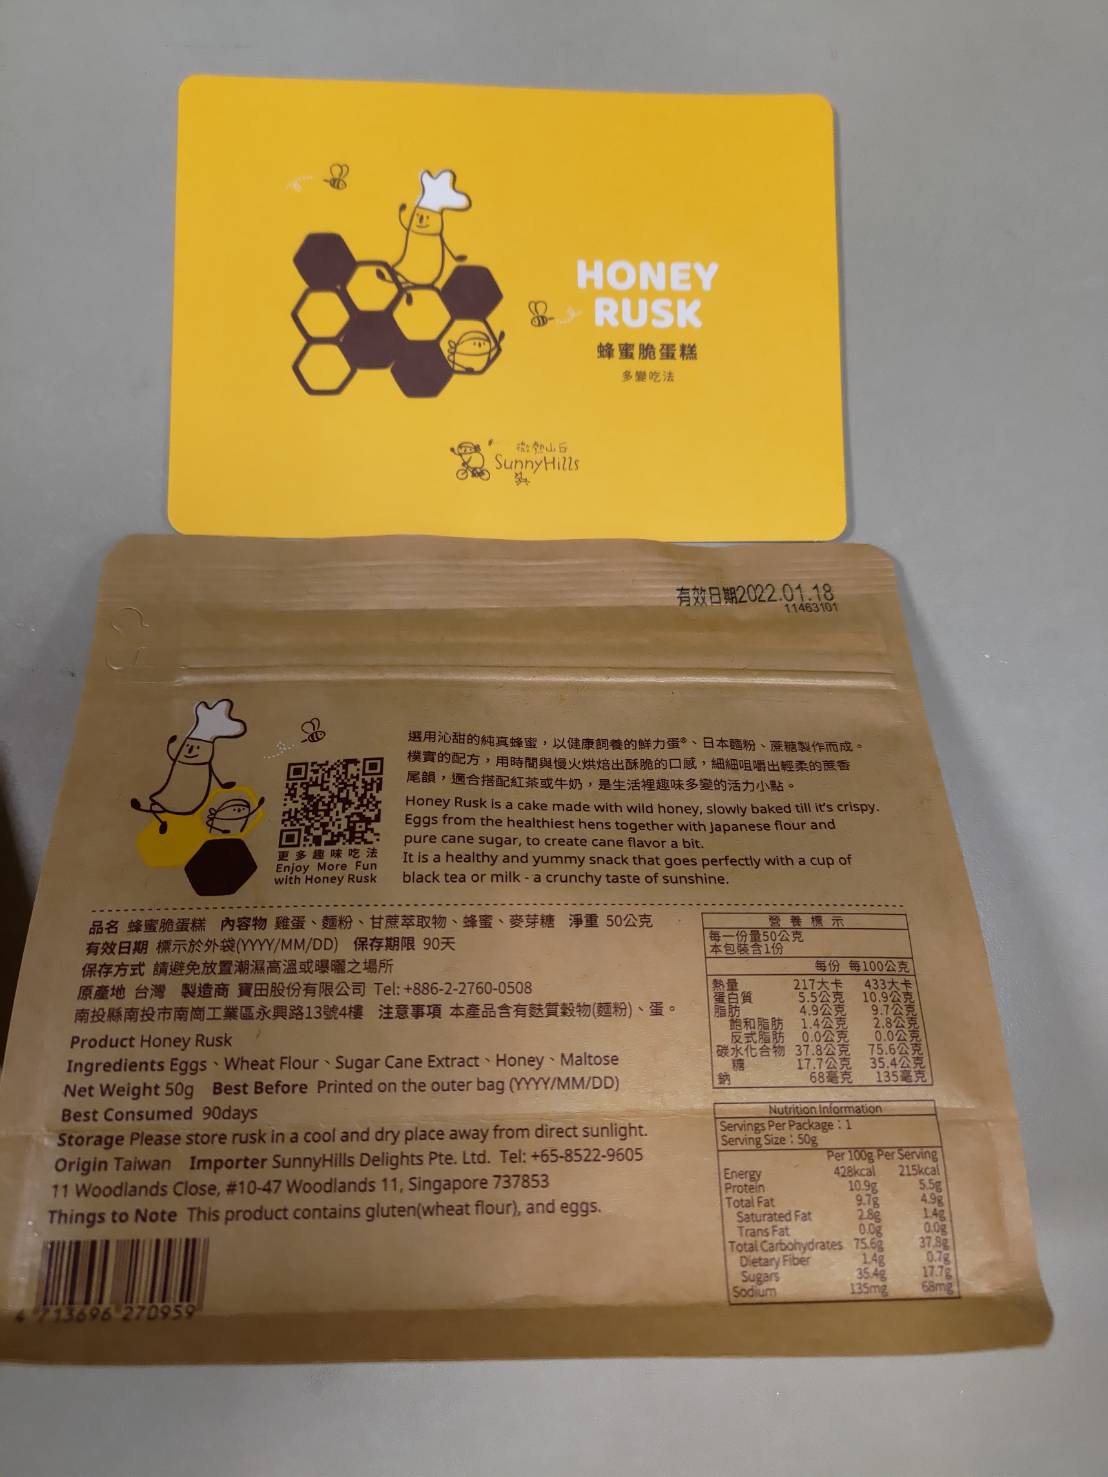 HONEY
RUSK
蜂蜜脆蛋糕
多變吃法
微熱山丘
SunnyHills
有效日期2022.01.18
11463101
選用沁甜的純真蜂蜜，以健康飼養的鮮力蛋®、日本麵粉、蔗糖製作而成。
樸實的配方，用時間與慢火烘焙出酥脆的口感，細細咀嚼出輕柔的蔗香
尾韻，適合搭配紅茶或牛奶，是生活裡趣味多變的活力小點。
Honey Rusk is a cake made with wild honey, slowly baked till it's crispy.
Eggs from the healthiest hens together with Japanese flour and
pure cane sugar, to create cane flavor a bit.
It is a healthy and yummy snack that goes perfectly with a cup of
black tea or milk - a crunchy taste of sunshine.
更多趣味吃法
Enjoy More Fun
with Honey Rusk
品名 蜂蜜脆蛋糕 內容物 雞蛋、麵粉、甘蔗萃取物、蜂蜜、麥芽糖 淨重 50公克
有效日期 標示於外袋(YYYY/MM/DD) 保存期限 90天
保存方式 請避免放置潮濕高溫或曝曬之場所
原產地 台灣 製造商 寶田股份有限公司 Tel: +886-2-2760-0508
南投縣南投市南崗工業區永興路13號4樓 注意事項 本產品含有麩質穀物(麵粉)、蛋。
Product Honey Rusk
Ingredients Eggs、Wheat Flour、Sugar Cane Extract、Honey、Maltose
Net Weight 50g Best Before Printed on the outer bag (YYYY/MM/DD)
Best Consumed 90days
Storage Please store rusk in a cool and dry place away from direct sunlight.
Origin Taiwan Importer SunnyHills Delights Pte. Ltd. Tel: +65-8522-9605
11 Woodlands Close, #10-47 Woodlands 11, Singapore 737853
Things to Note This product contains gluten(wheat flour), and eggs.
4 713696 270959
營養標示
每一份量50公克
本包裝含1份
每份 每100公克
熱量 217大卡 433大卡
蛋白質 5.5公克 10.9公克
脂肪 4.9公克 9.7公克
飽和脂肪 1.4公克 2.8公克
反式脂肪 0.0公克 0.0公克
碳水化合物 37.8公克 75.6公克
糖 17.7公克 35.4公克
鈉 68毫克 135毫克
Nutrition Information
Servings Per Package：1
Serving Size：50g
Per 100g Per Serving
Energy 428kcal 215kcal
Protein 10.9g 5.5g
Total Fat 9.7g 4.9g
Saturated Fat 2.8g 1.4g
Trans Fat 0.0g 0.0g
Total Carbohydrates 75.6g 37.8g
Dietary Fiber 1.4g 0.7g
Sugars 35.4g 17.7g
Sodium 135mg 68mg